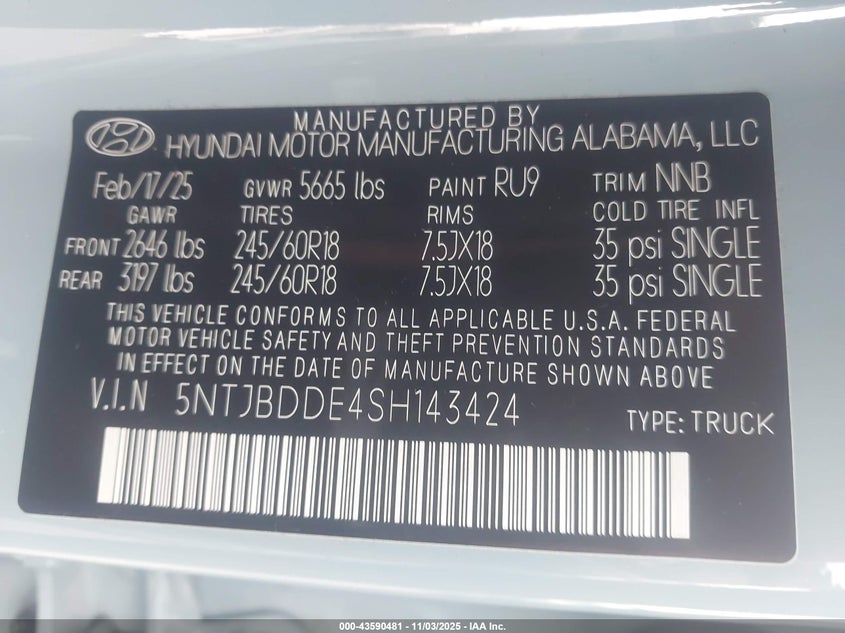 MANUFACTURED BY
HYUNDAI MOTOR MANUFACTURING ALABAMA, LLC
Feb/17/25 GVWR 5665 lbs PAINT RU9 TRIM NNB
GAWR TIRES RIMS COLD TIRE INFL
FRONT 2646 lbs 245/60R18 7.5JX18 35 psi SINGLE
REAR 3197 lbs 245/60R18 7.5JX18 35 psi SINGLE
THIS VEHICLE CONFORMS TO ALL APPLICABLE U.S.A. FEDERAL
MOTOR VEHICLE SAFETY AND THEFT PREVENTION STANDARDS
IN EFFECT ON THE DATE OF MANUFACTURE SHOWN ABOVE
V.I.N 5NTJBDDE4SH143424 TYPE: TRUCK
000-43590481 - 11/03/2025 - IAA Inc.